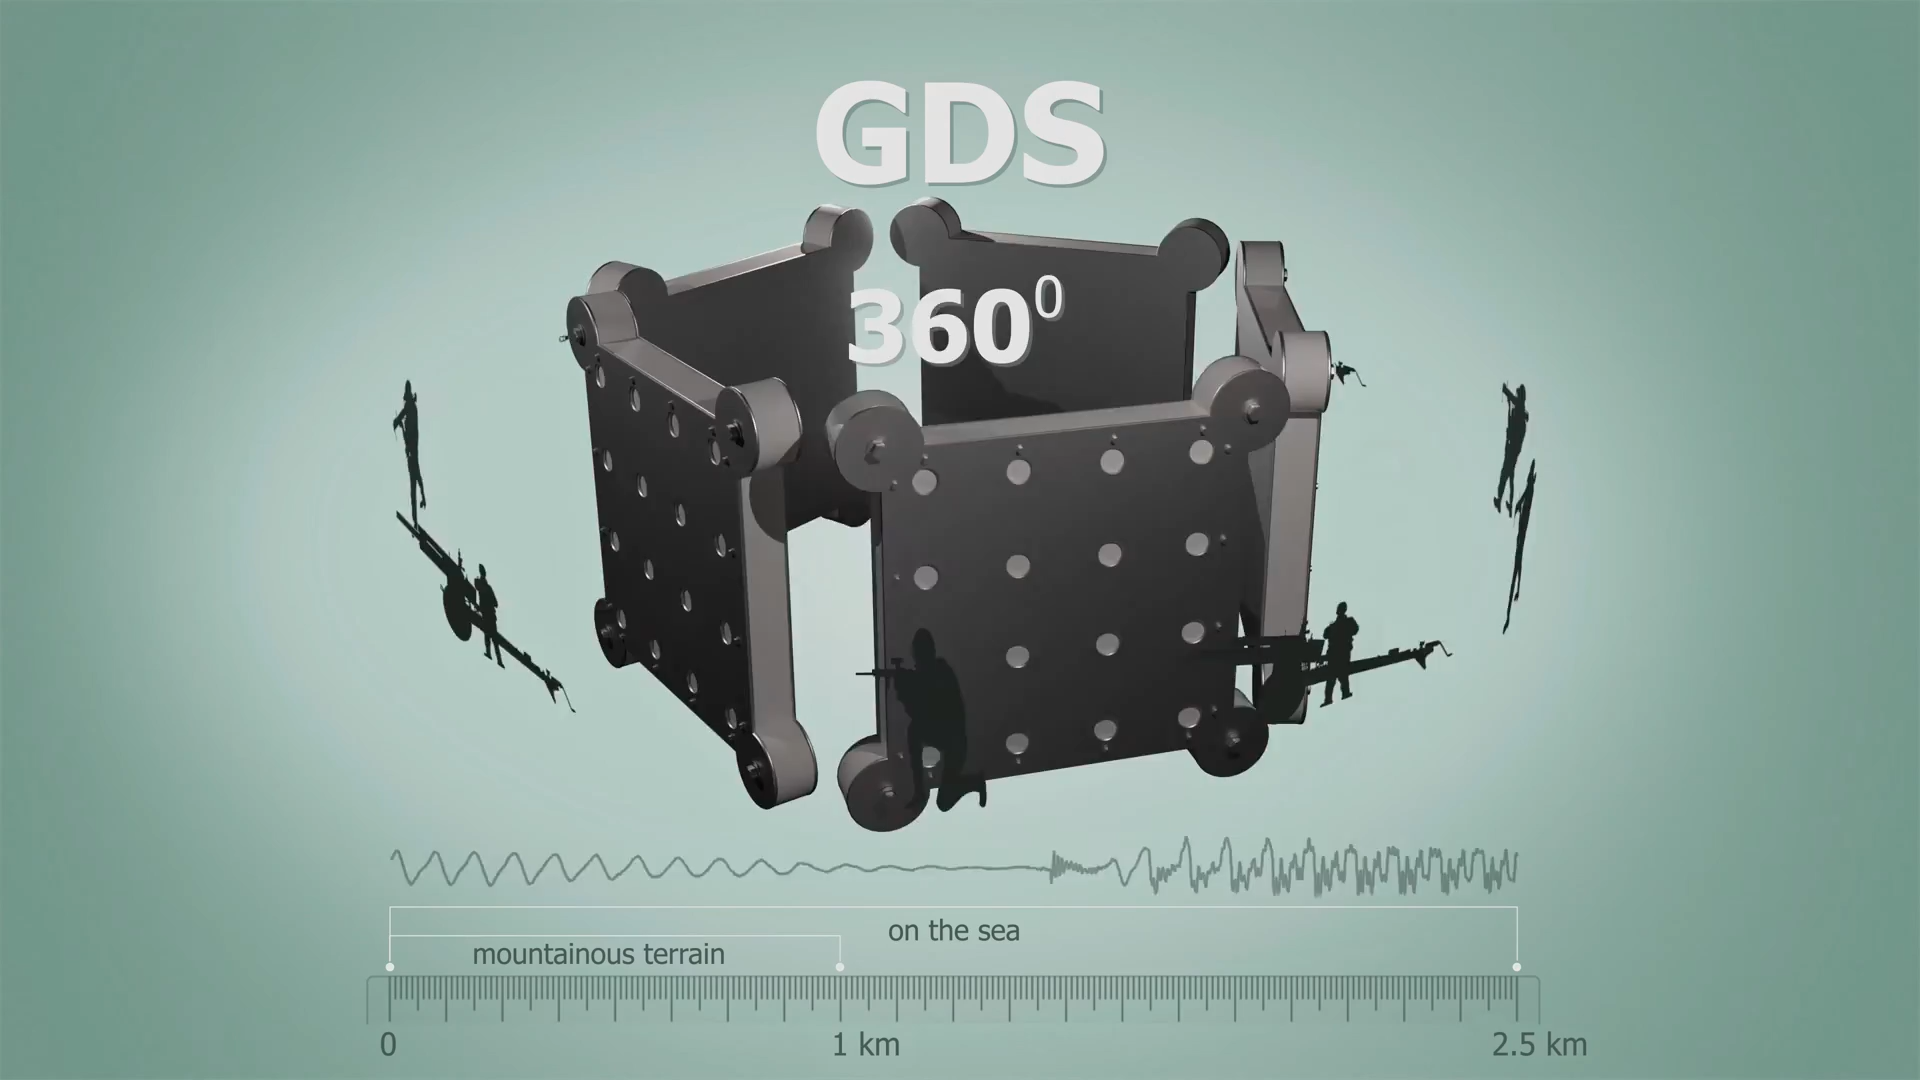 GDS
360⁰
on the sea
mountainous terrain
0
1 km
2.5 km